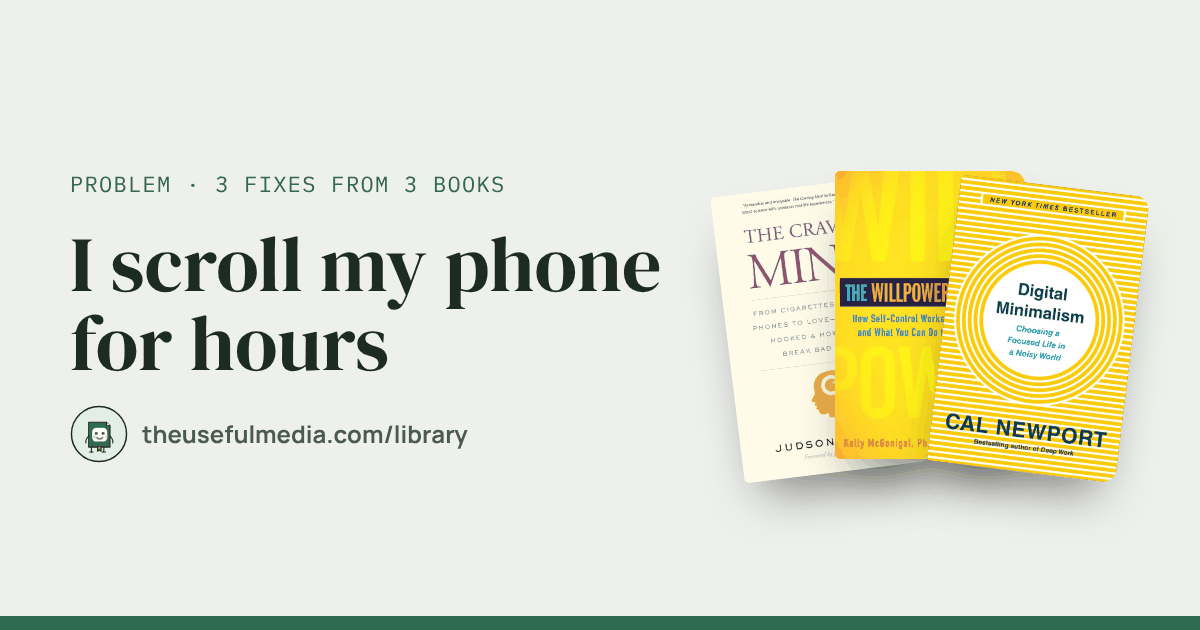 PROBLEM · 3 FIXES FROM 3 BOOKS
I scroll my phone
for hours
theusefulmedia.com/library
THE CRAV
MIN
FROM CIGARETTES
PHONES TO LOVE—
HOOKED & HOW
BREAK BAD
JUDSON
WIL
THE WILLPOWER
How Self-Control Works
and What You Can Do
POW
Kelly McGonigal, Ph
NEW YORK TIMES BESTSELLER
Digital
Minimalism
Choosing a
Focused Life in
a Noisy World
CAL NEWPORT
Bestselling author of Deep Work